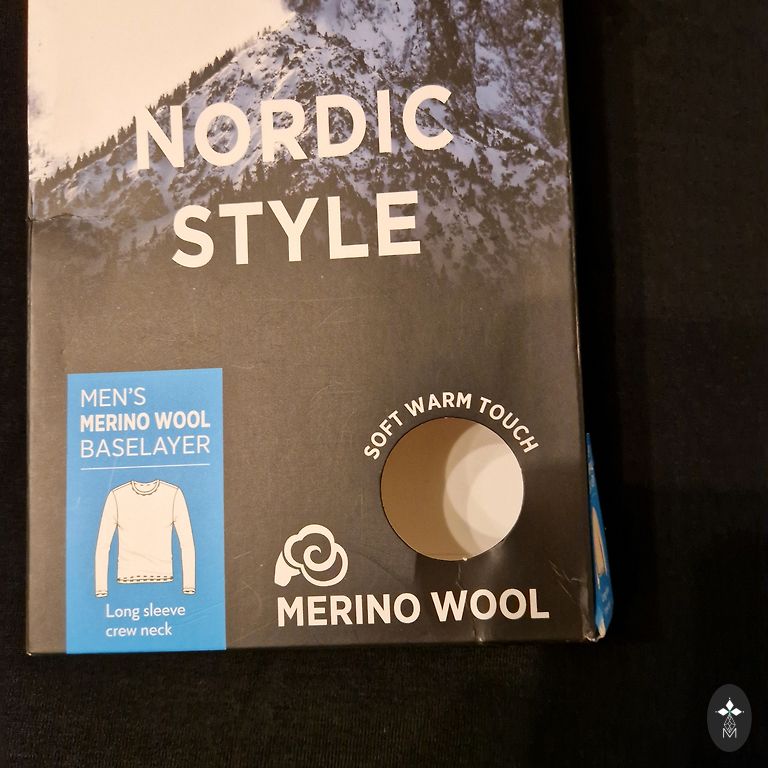 NORDIC
STYLE
MEN'S
MERINO WOOL
BASELAYER
Long sleeve
crew neck
SOFT WARM TOUCH
MERINO WOOL
M